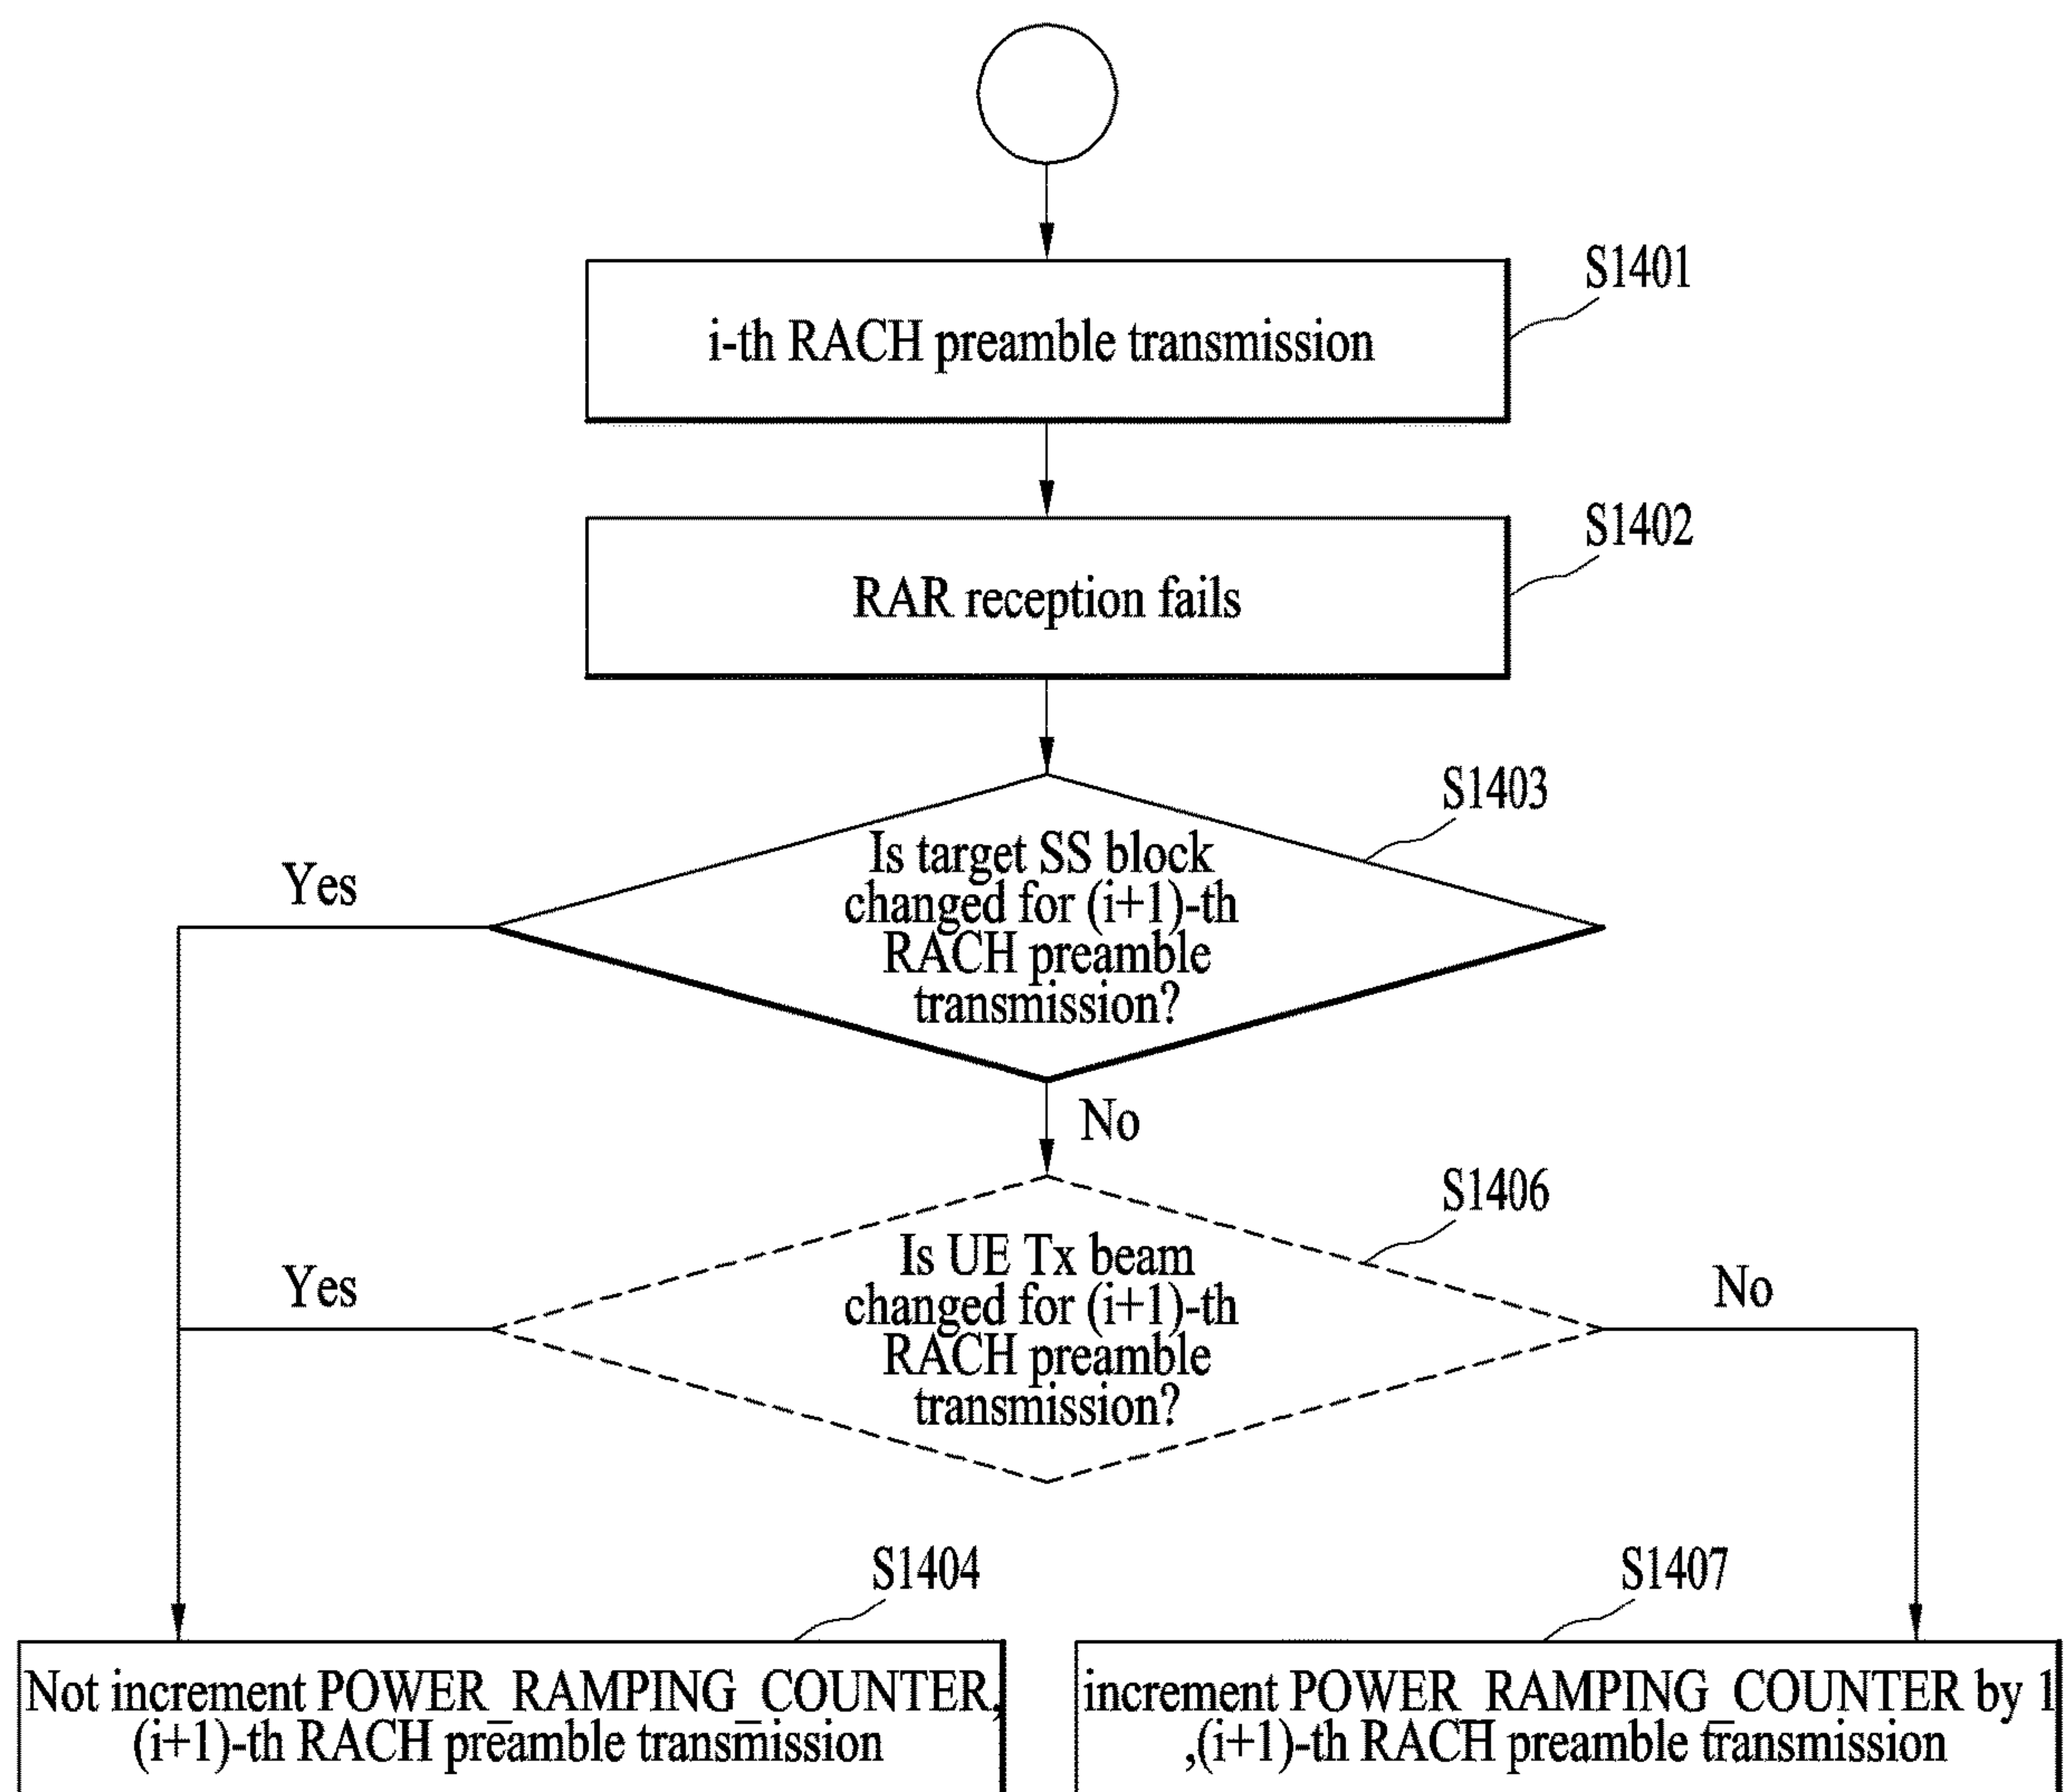 S1401
i-th RACH preamble transmission
S1402
RAR reception fails
S1403
Is target SS block
changed for (i+1)-th
RACH preamble
transmission?
Yes
No
S1406
Is UE Tx beam
changed for (i+1)-th
RACH preamble
transmission?
Yes
No
S1404
Not increment POWER_RAMPING_COUNTER,
(i+1)-th RACH preamble transmission
S1407
increment POWER_RAMPING_COUNTER by 1
,(i+1)-th RACH preamble transmission